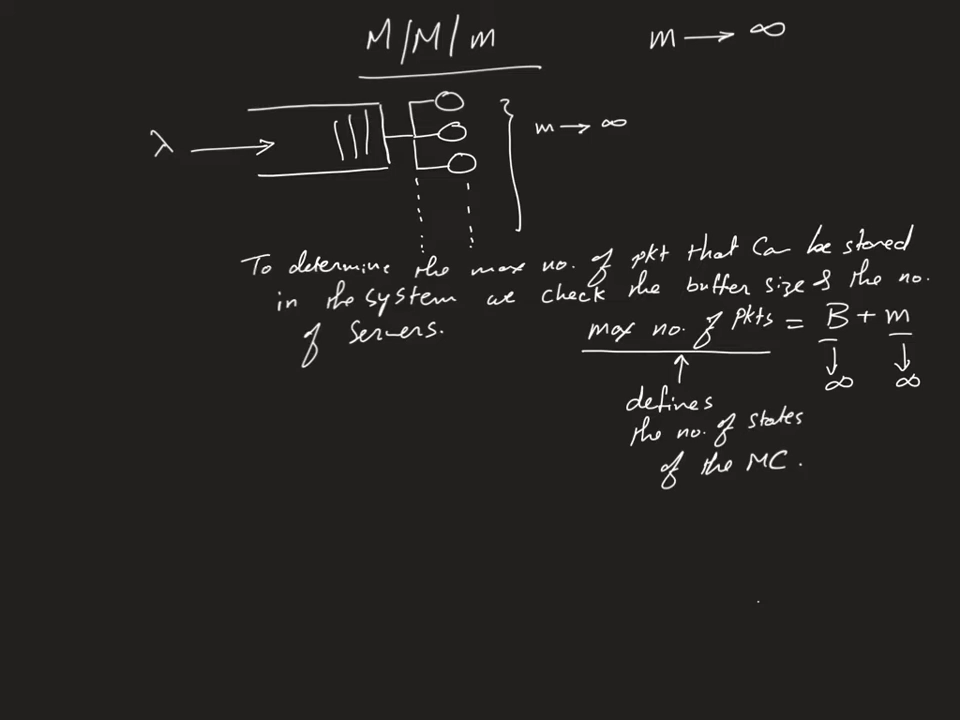 M/M/m
m → ∞
λ
m → ∞
To determine the max no. of pkt that Can be stored
in the system we check the buffer size & the no.
of Servers.
max no. of pkts = B + m
∞ ∞
defines
the no. of states
of the MC.